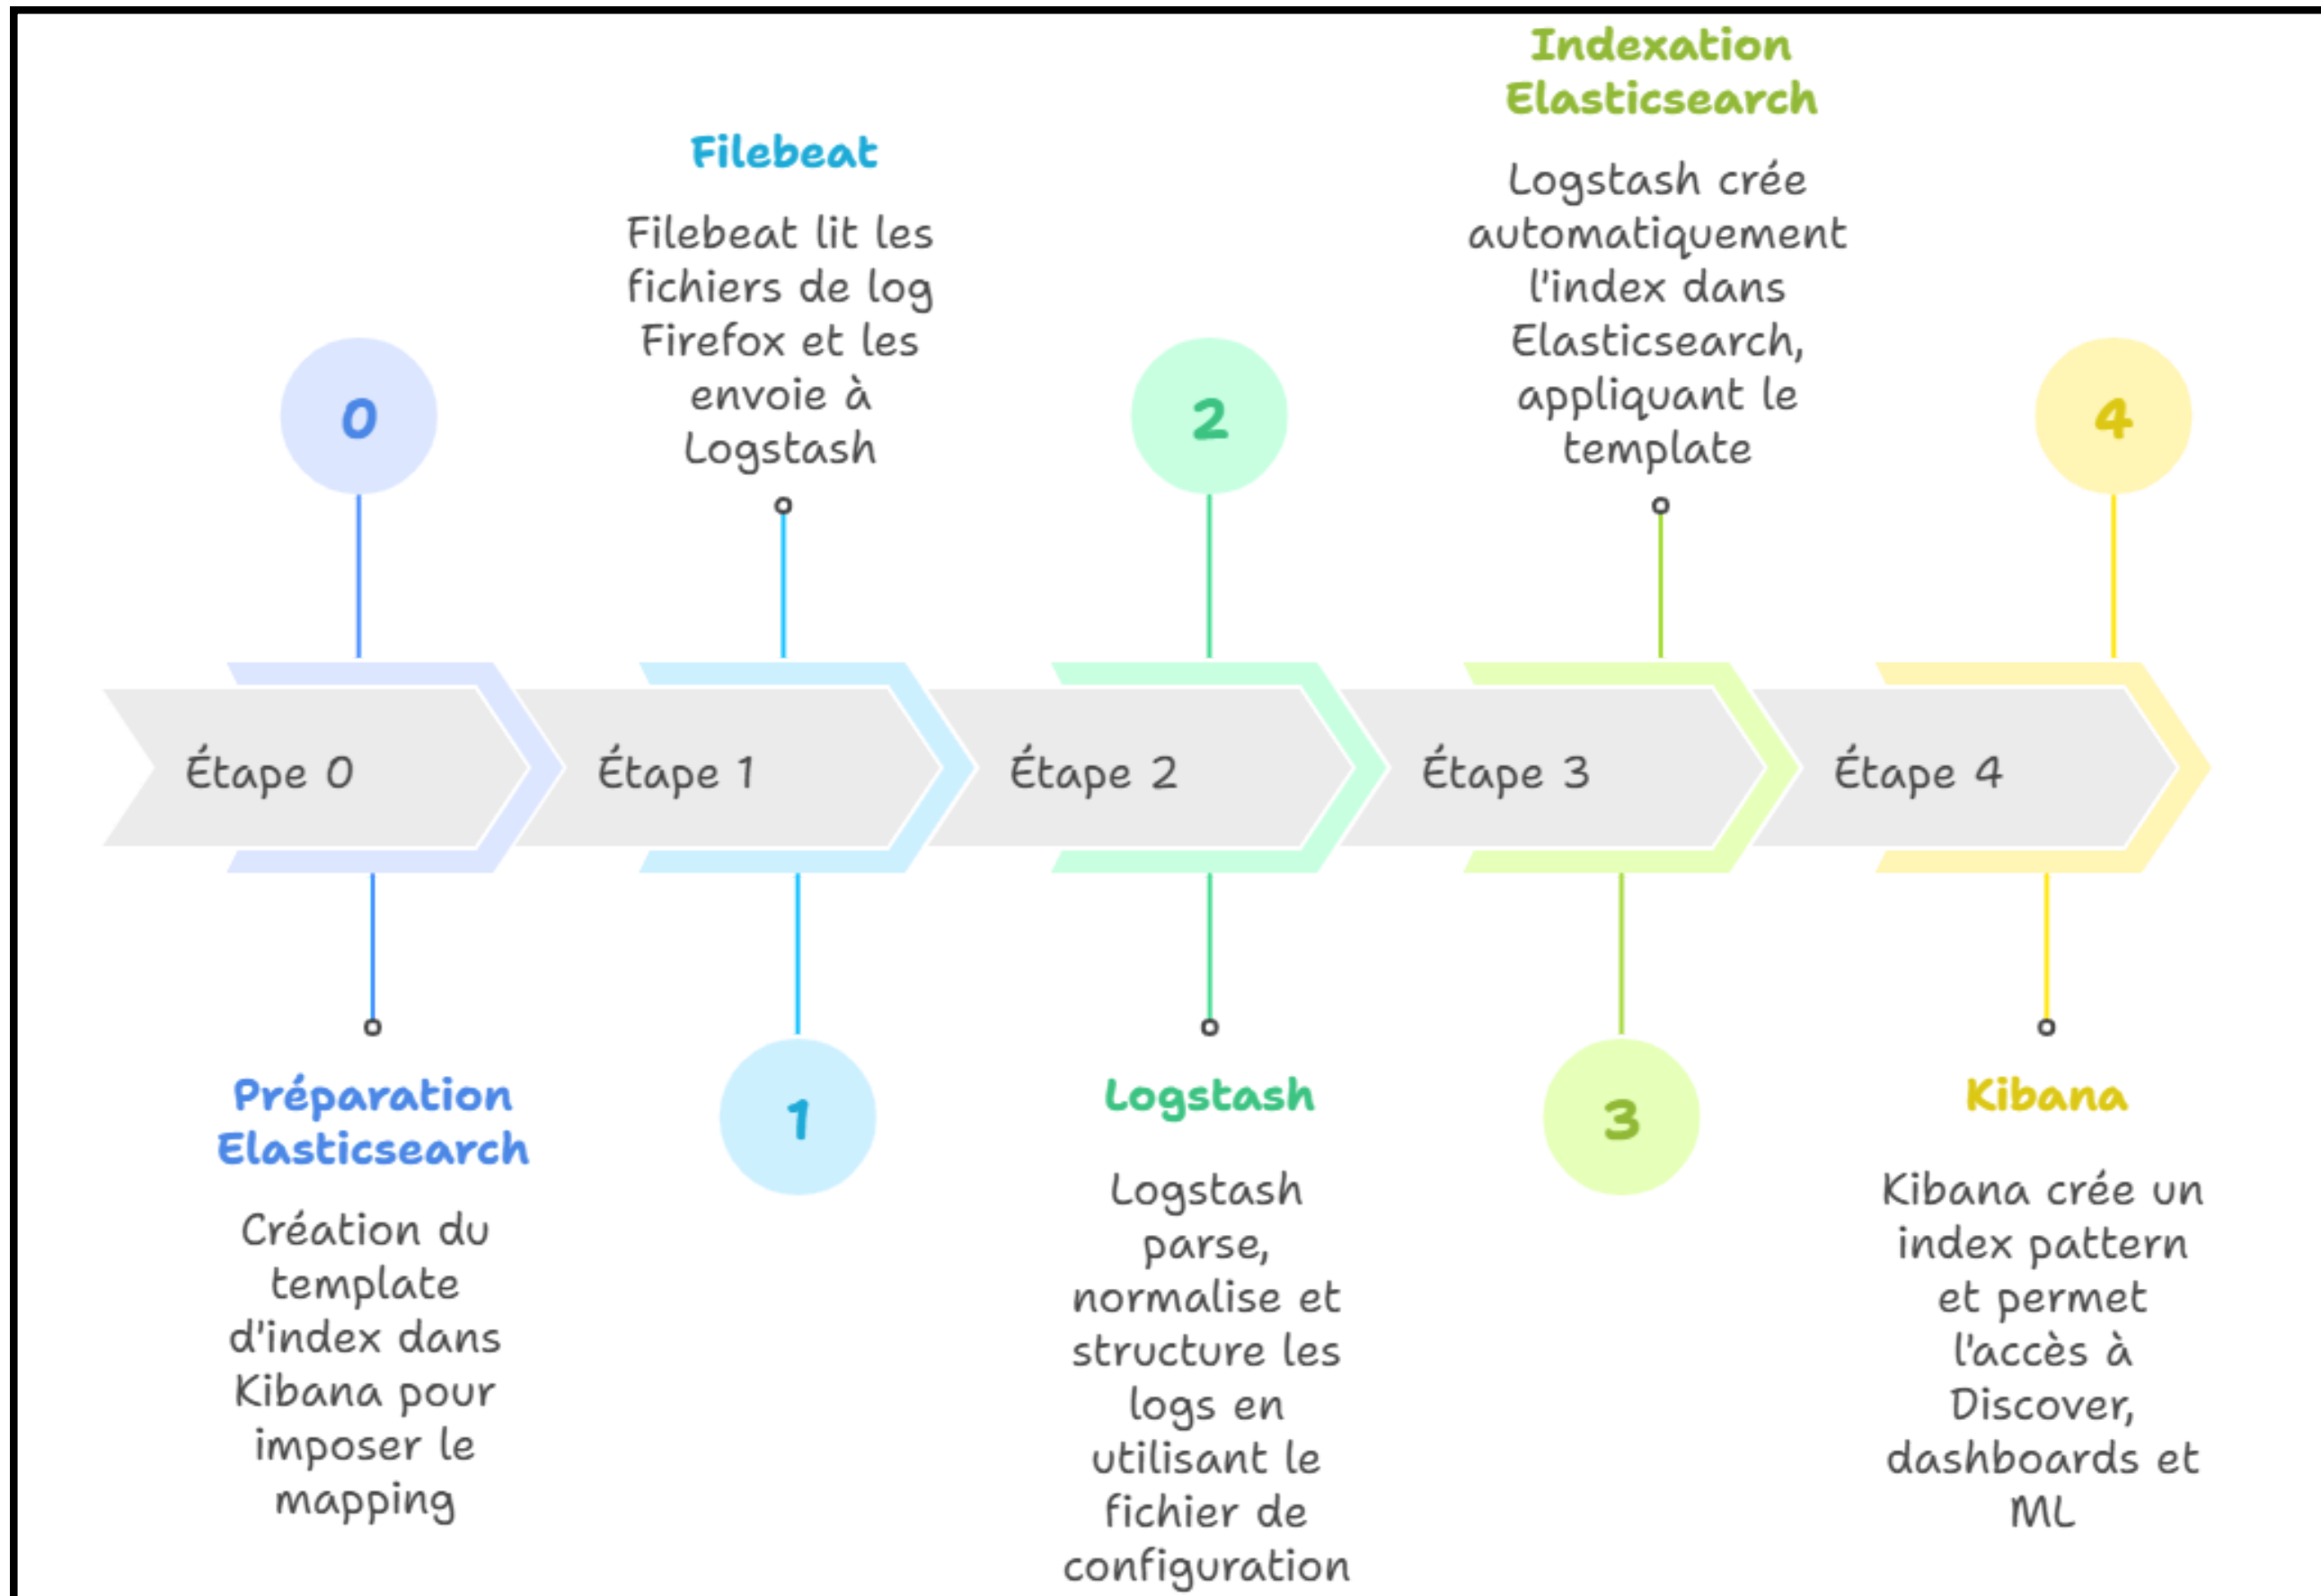 Indexation
Elasticsearch
Logstash crée
automatiquement
l'index dans
Elasticsearch,
appliquant le
template
Filebeat
Filebeat lit les
fichiers de log
Firefox et les
envoie à
Logstash
0
2
4
Étape 0
Étape 1
Étape 2
Étape 3
Étape 4
1
3
Préparation
Elasticsearch
Création du
template
d'index dans
Kibana pour
imposer le
mapping
Logstash
Logstash
parse,
normalise et
structure les
logs en
utilisant le
fichier de
configuration
Kibana
Kibana crée un
index pattern
et permet
l'accès à
Discover,
dashboards et
ML